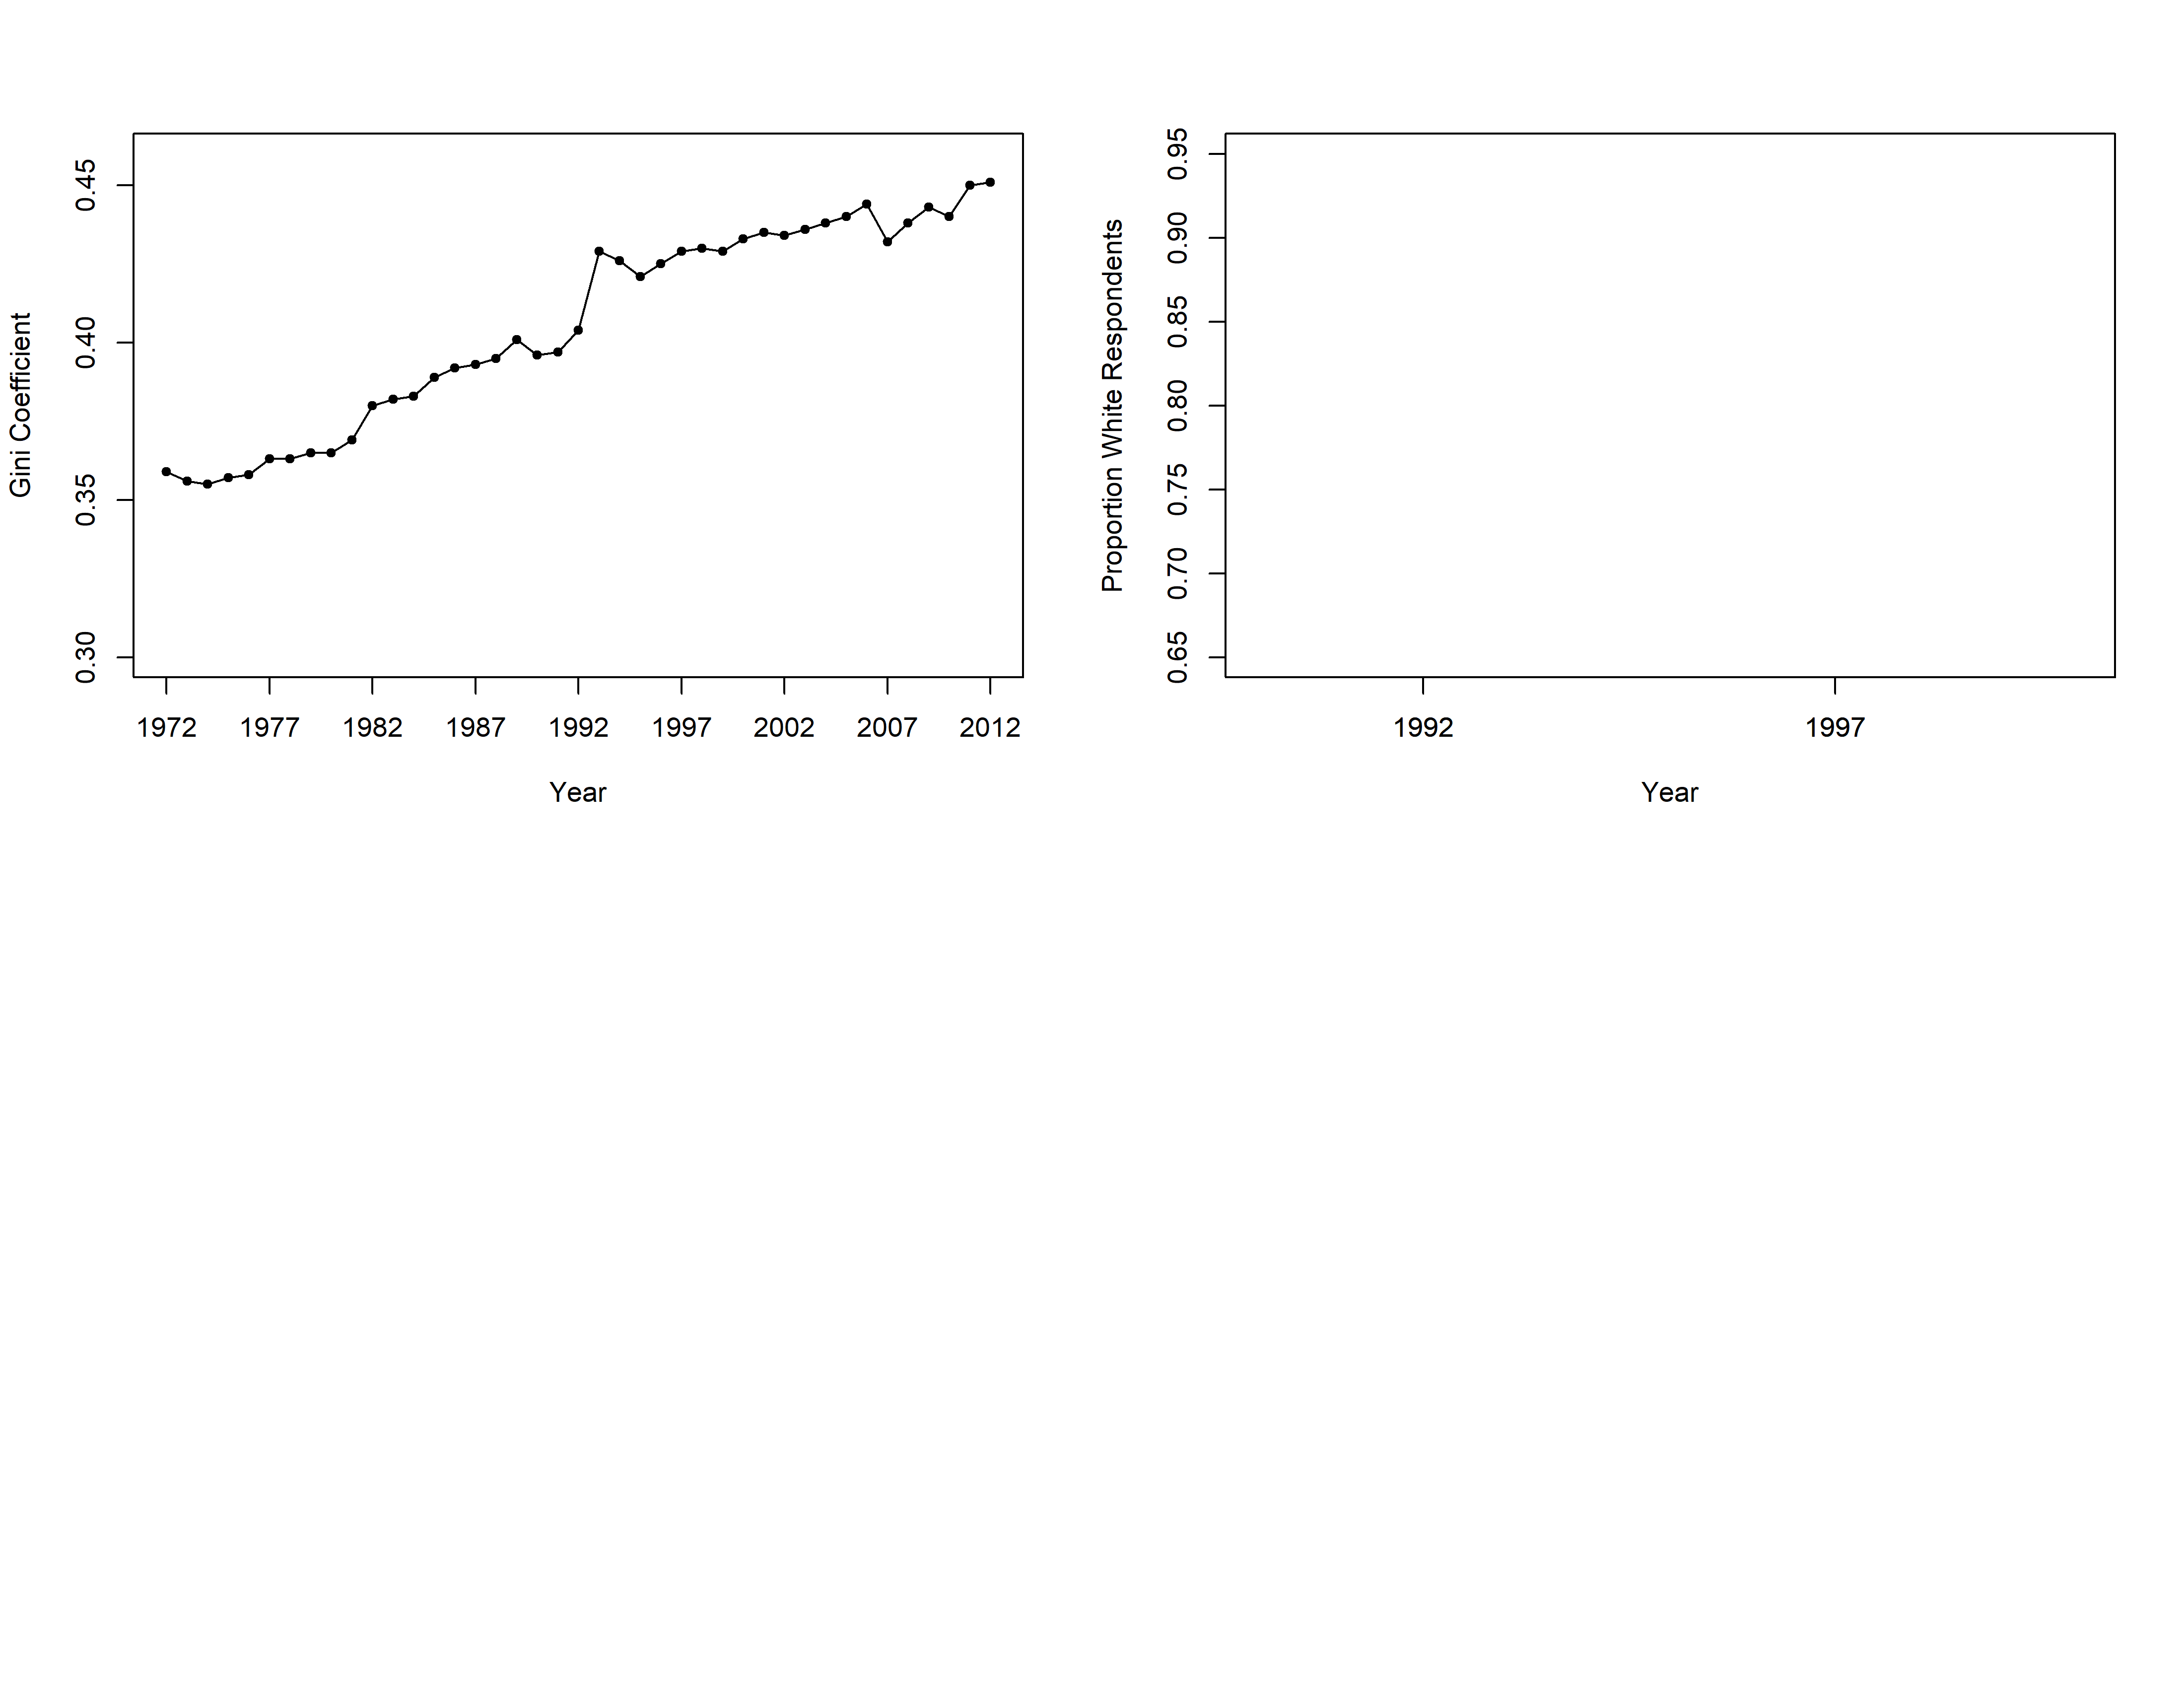 Gini Coefficient
0.45
0.40
0.35
0.30
1972 1977 1982 1987 1992 1997 2002 2007 2012
Year
Proportion White Respondents
0.95
0.90
0.85
0.80
0.75
0.70
0.65
1992 1997
Year